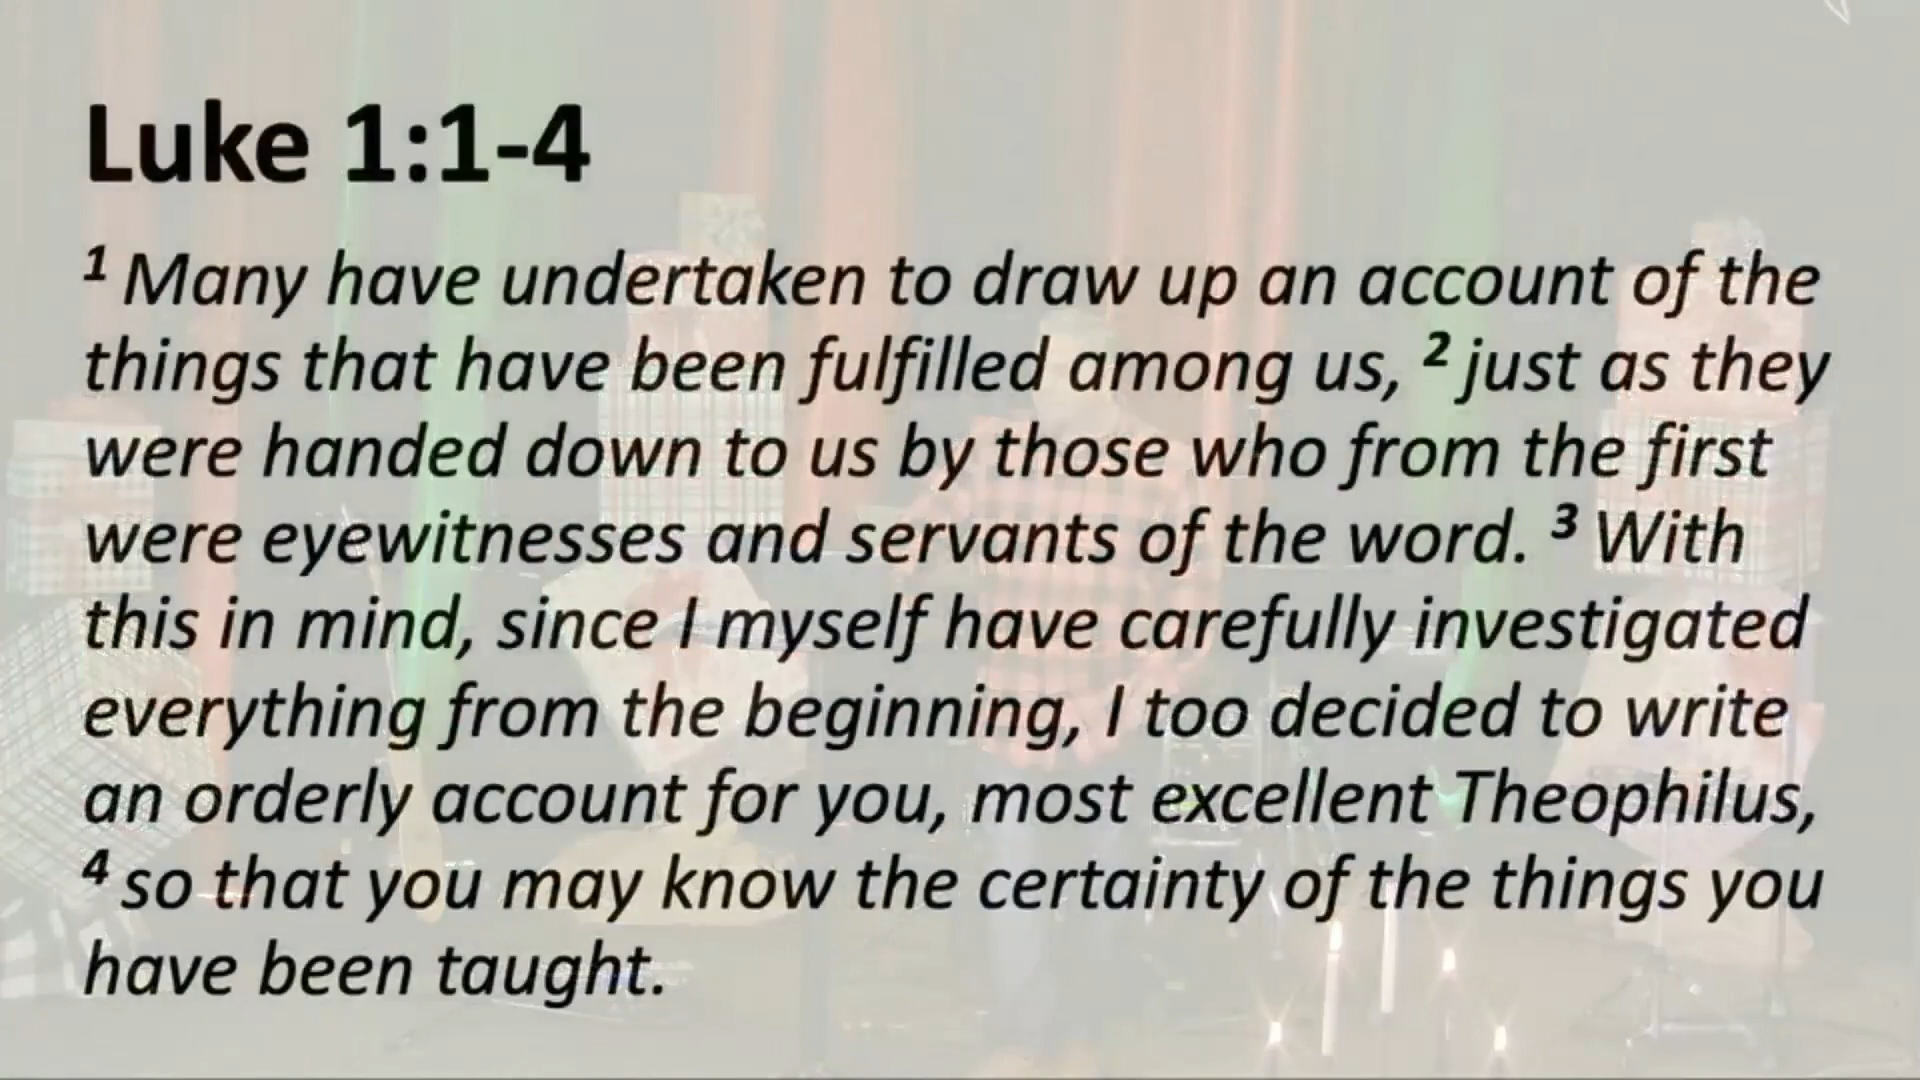 Luke 1:1-4
1 Many have undertaken to draw up an account of the
things that have been fulfilled among us, 2 just as they
were handed down to us by those who from the first
were eyewitnesses and servants of the word. 3 With
this in mind, since I myself have carefully investigated
everything from the beginning, I too decided to write
an orderly account for you, most excellent Theophilus,
4 so that you may know the certainty of the things you
have been taught.